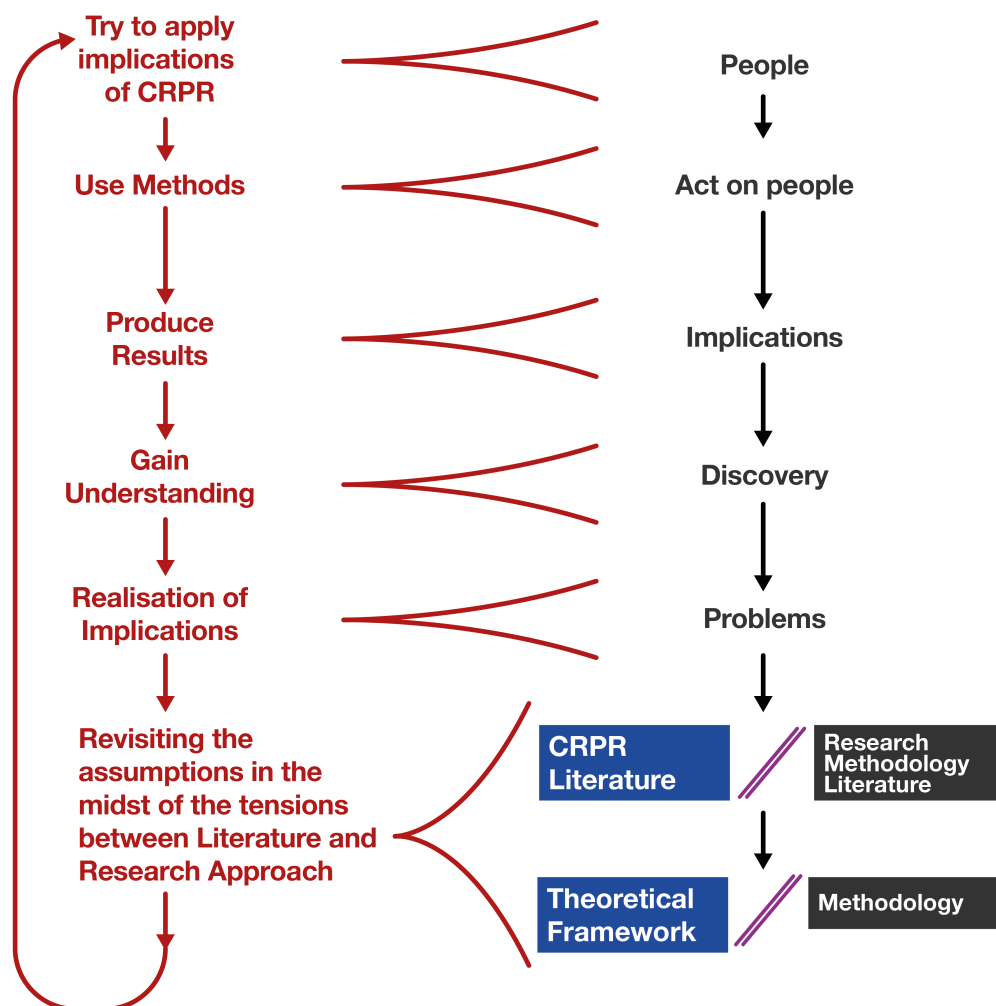 Try to apply
implications
of CRPR
People
Use Methods
Act on people
Produce
Results
Implications
Gain
Understanding
Discovery
Realisation of
Implications
Problems
Revisiting the
assumptions in the
midst of the tensions
between Literature and
Research Approach
CRPR
Literature
Research
Methodology
Literature
Theoretical
Framework
Methodology